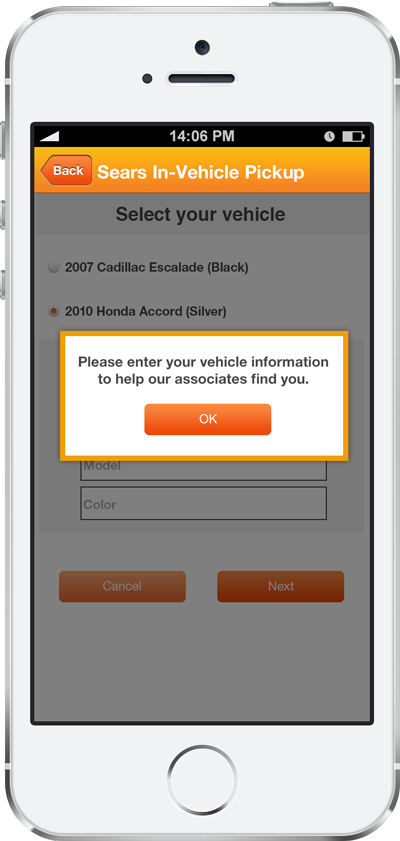 14:06 PM
Back
Sears In-Vehicle Pickup
Select your vehicle
2007 Cadillac Escalade (Black)
2010 Honda Accord (Silver)
Please enter your vehicle information
to help our associates find you.
OK
Model
Color
Cancel
Next